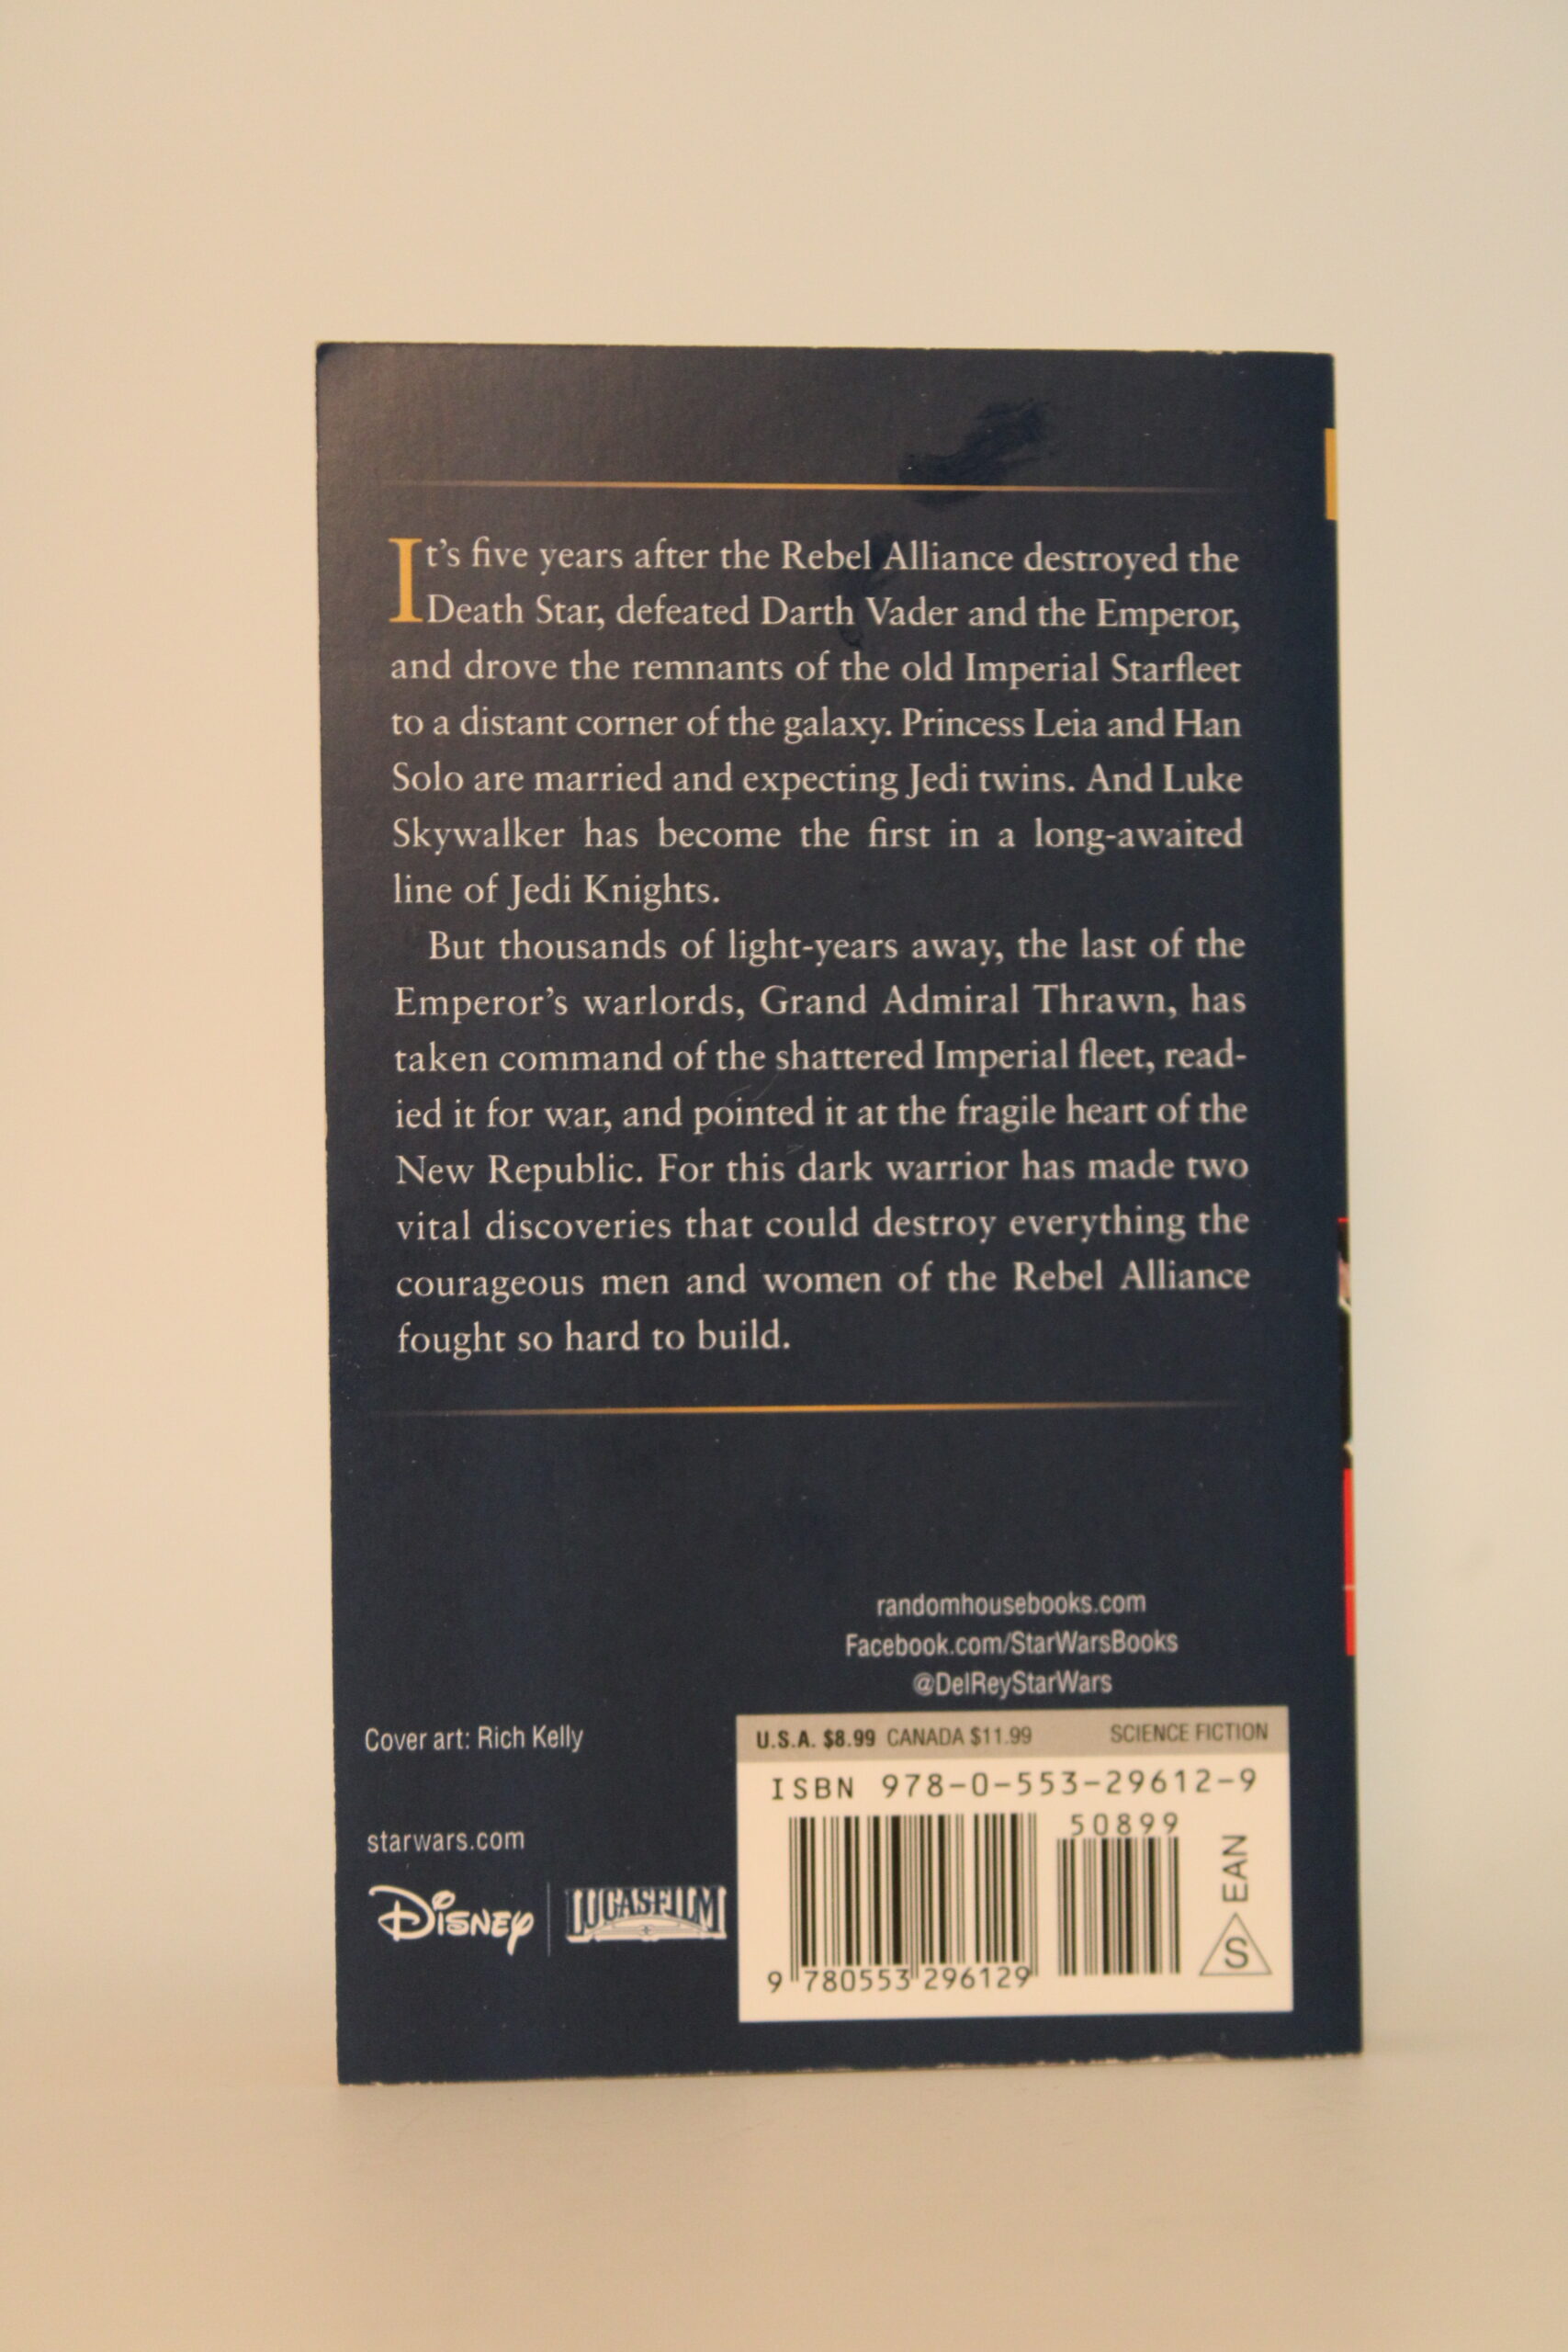 It's five years after the Rebel Alliance destroyed the
Death Star, defeated Darth Vader and the Emperor,
and drove the remnants of the old Imperial Starfleet
to a distant corner of the galaxy. Princess Leia and Han
Solo are married and expecting Jedi twins. And Luke
Skywalker has become the first in a long-awaited
line of Jedi Knights.
But thousands of light-years away, the last of the
Emperor's warlords, Grand Admiral Thrawn, has
taken command of the shattered Imperial fleet, read-
ied it for war, and pointed it at the fragile heart of the
New Republic. For this dark warrior has made two
vital discoveries that could destroy everything the
courageous men and women of the Rebel Alliance
fought so hard to build.
randomhousebooks.com
Facebook.com/StarWarsBooks
@DelReyStarWars
Cover art: Rich Kelly
starwars.com
DISNEY LUCASFILM
U.S.A. $8.99 CANADA $11.99 SCIENCE FICTION
ISBN 978-0-553-29612-9
50899
9 780553 296129
S EAN